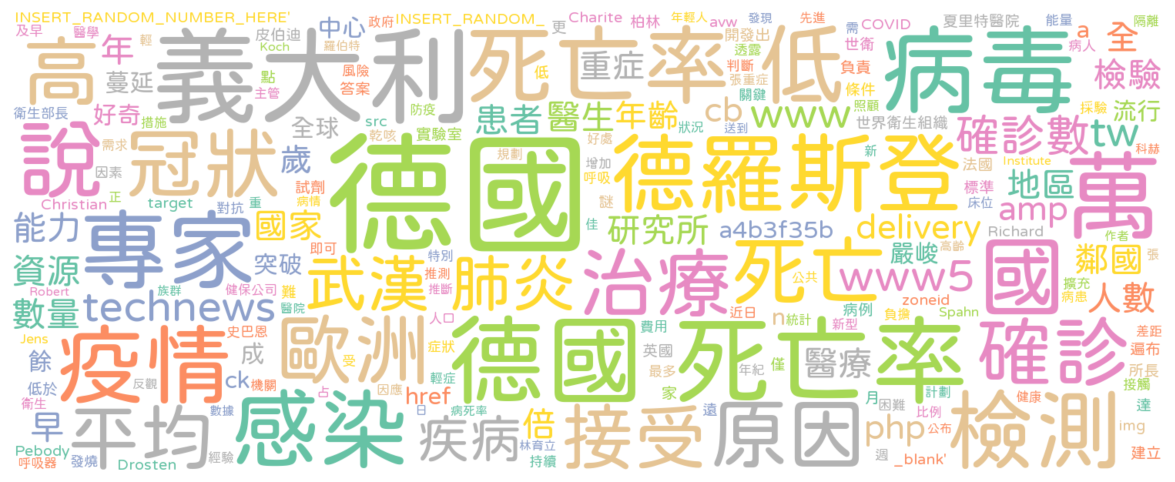 INSERT_RANDOM_NUMBER_HERE'
政府
INSERT_RANDOM_
及早
醫學
輕
中心
Koch
羅伯特
Charite
柏林
年輕人
avw
更
發現
先進
夏里特醫院
需
COVID
能量
隔離
高
年
皮伯迪
蔓延
點
主管
義大利
風險
答案
低
死亡率低
重症
開發出
透露
判斷
張重症
關鍵
世衛
負責
條件
病毒
a
病人
全
檢驗
衛生部長
好奇
措施
全球
src
乾咳
防疫
實驗室
患者
醫生
年齡
狀況
cb
送到
www
照顧
世界衛生組織
採驗
流行
確診數
tw
科赫
說
需求
因素
正
冠狀
歲
試劑
病情
德國
規劃
好處
增加
呼吸
謎
佳
德羅斯登
新
法國
標準
床位
Institute
地區
萬
Christian
target
對抗
重
能力
專家
國家
即可
突破
研究所
a4b3f35b
delivery
amp
Richard
嚴峻
國
作者
張
鄰國
資源
Robert
數量
族群
technews
健保公司
難
醫院
武漢
特別
推測
推斷
肺炎
治療
死亡
高齡
公共
www5
zoneid
擴充
病患
人數
Jens
餘
疫情
史巴恩
成
歐洲
受
人口
症狀
德國死亡率
近日
費用
英國
最多
家
n
統計
年紀
僅
病例
新型
負擔
Spahn
醫療
確診
差距
遍布
所長
接觸
低於
衛生
反觀
ck
機關
占
因應
輕症
href
日
病死率
倍
早
平均
數據
感染
疾病
遠
林育立
持續
接受
原因
計劃
月
因難
比例
php
公布
週
_blank'
檢測
健康
達
img
建立
Pebody
呼吸器
發燒
Drosten
經驗